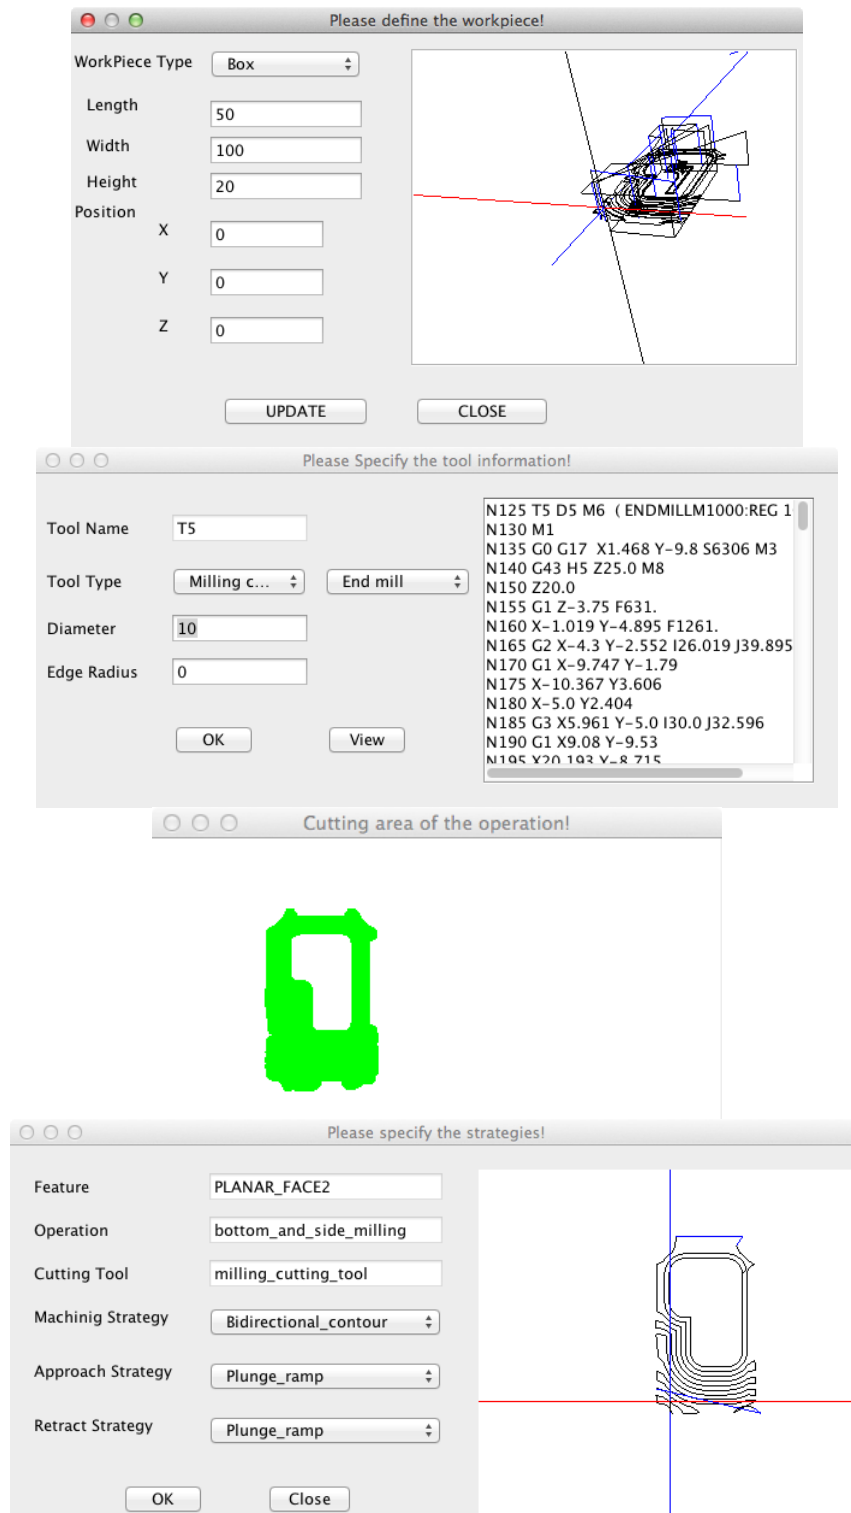 Please define the workpiece!
WorkPiece Type Box
Length 50
Width 100
Height 20
Position
X 0
Y 0
Z 0
UPDATE CLOSE
Please Specify the tool information!
Tool Name T5
Tool Type Milling c... End mill
Diameter 10
Edge Radius 0
OK View
N125 T5 D5 M6 ( ENDMILLM1000:REG 1
N130 M1
N135 G0 G17 X1.468 Y-9.8 S6306 M3
N140 G43 H5 Z25.0 M8
N150 Z20.0
N155 G1 Z-3.75 F631.
N160 X-1.019 Y-4.895 F1261.
N165 G2 X-4.3 Y-2.552 I26.019 J39.895
N170 G1 X-9.747 Y-1.79
N175 X-10.367 Y3.606
N180 X-5.0 Y2.404
N185 G3 X5.961 Y-5.0 I30.0 J32.596
N190 G1 X9.08 Y-9.53
N195 X20.193 Y-8.715
Cutting area of the operation!
Please specify the strategies!
Feature PLANAR_FACE2
Operation bottom_and_side_milling
Cutting Tool milling_cutting_tool
Machinig Strategy Bidirectional_contour
Approach Strategy Plunge_ramp
Retract Strategy Plunge_ramp
OK Close